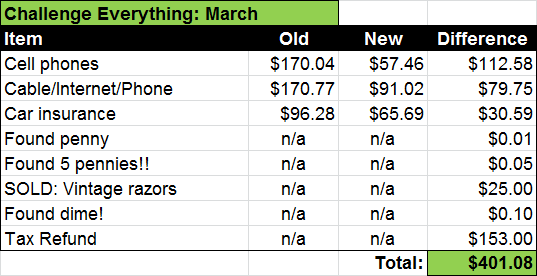 Challenge Everything: March
Item Old New Difference
Cell phones $170.04 $57.46 $112.58
Cable/Internet/Phone $170.77 $91.02 $79.75
Car insurance $96.28 $65.69 $30.59
Found penny n/a n/a $0.01
Found 5 pennies!! n/a n/a $0.05
SOLD: Vintage razors n/a n/a $25.00
Found dime! n/a n/a $0.10
Tax Refund n/a n/a $153.00
Total: $401.08